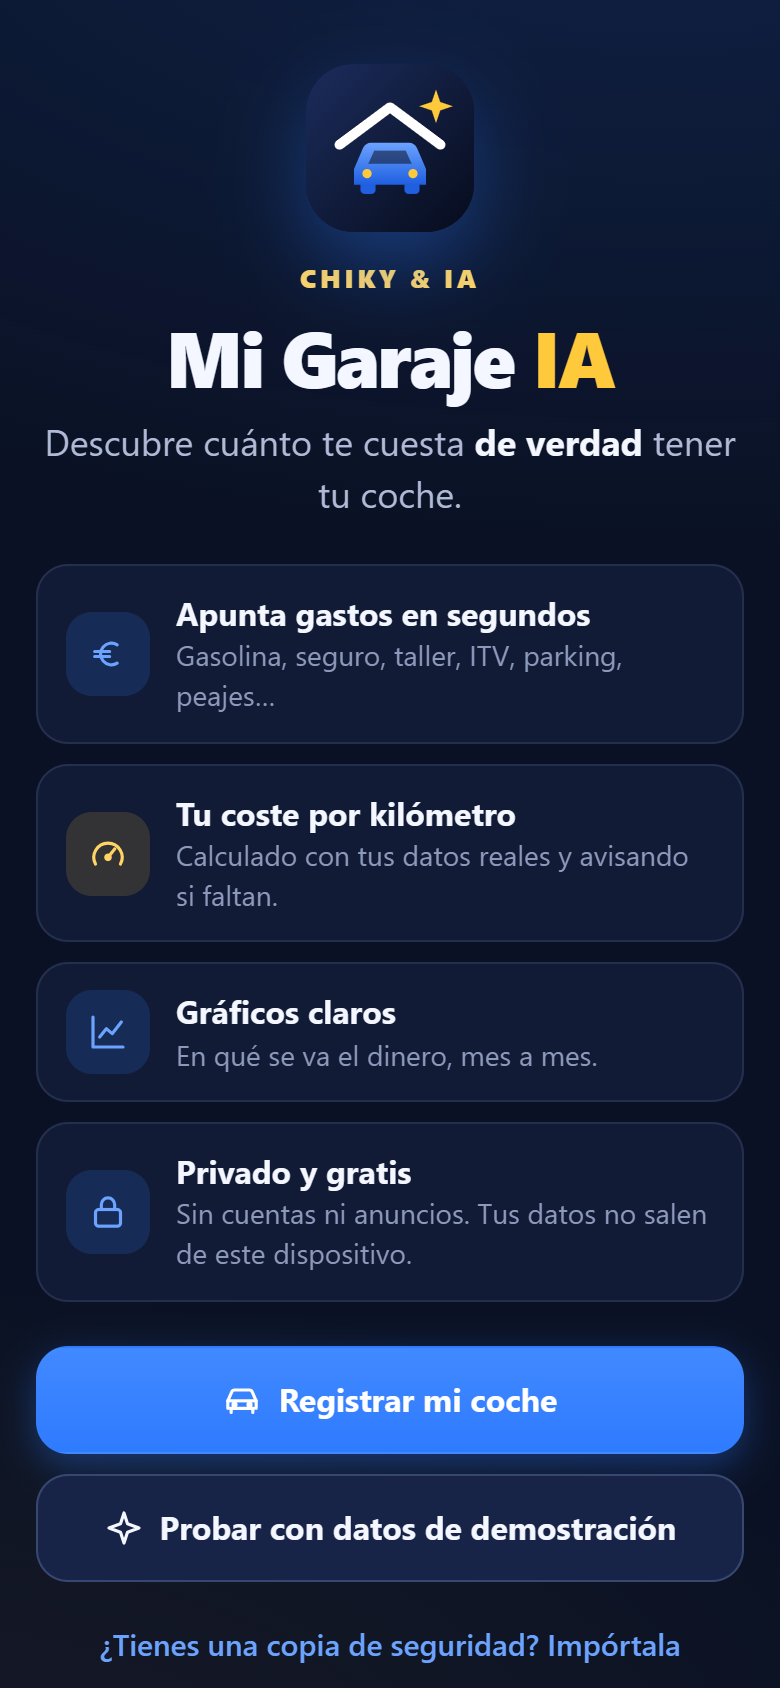 CHIKY & IA
Mi Garaje IA
Descubre cuánto te cuesta de verdad tener
tu coche.
Apunta gastos en segundos
Gasolina, seguro, taller, ITV, parking,
peajes...
Tu coste por kilómetro
Calculado con tus datos reales y avisando
si faltan.
Gráficos claros
En qué se va el dinero, mes a mes.
Privado y gratis
Sin cuentas ni anuncios. Tus datos no salen
de este dispositivo.
Registrar mi coche
Probar con datos de demostración
¿Tienes una copia de seguridad? Impórtala